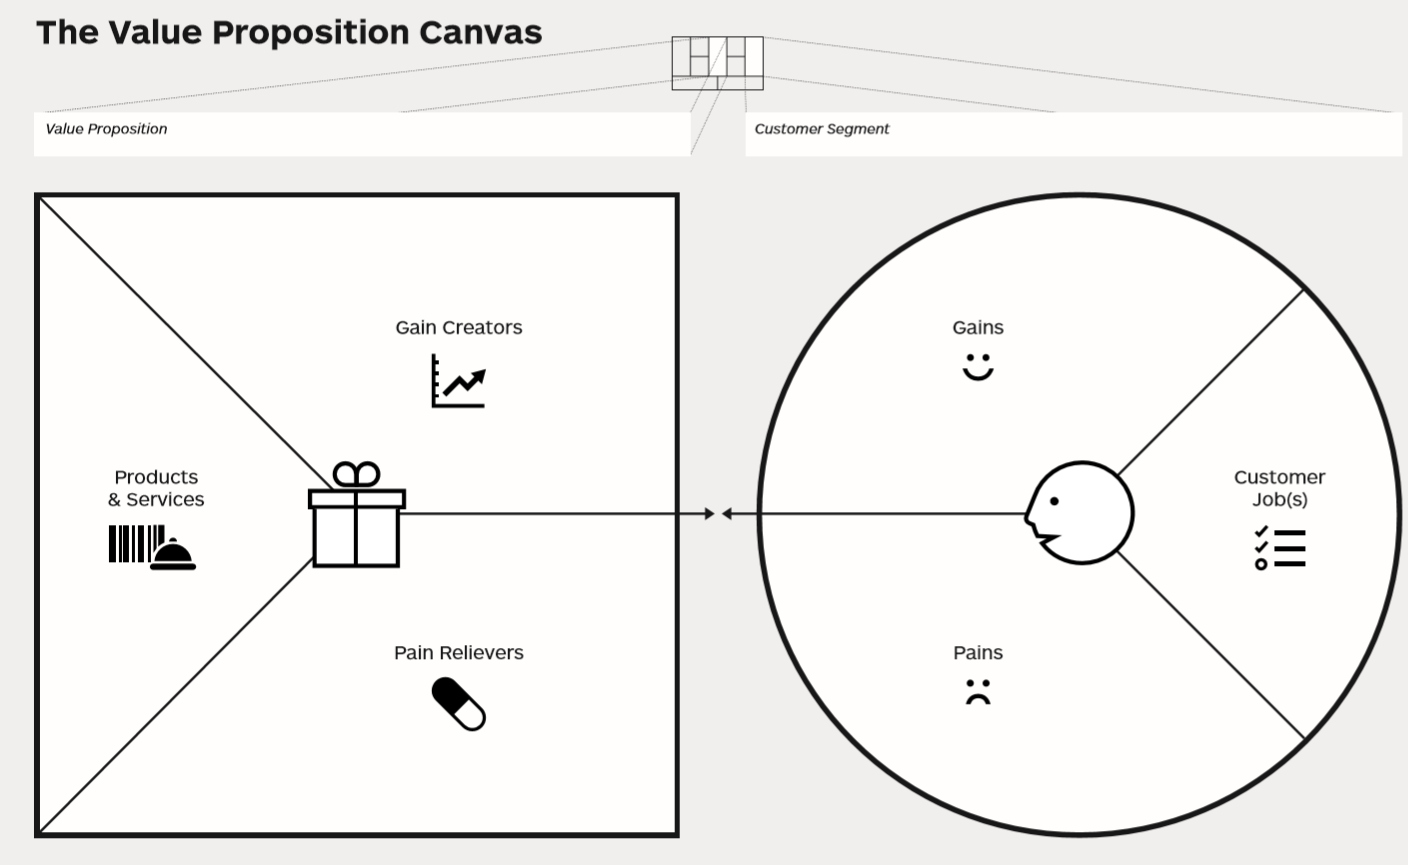 The Value Proposition Canvas
Value Proposition
Customer Segment
Gain Creators
Products
& Services
Pain Relievers
Gains
Customer
Job(s)
Pains